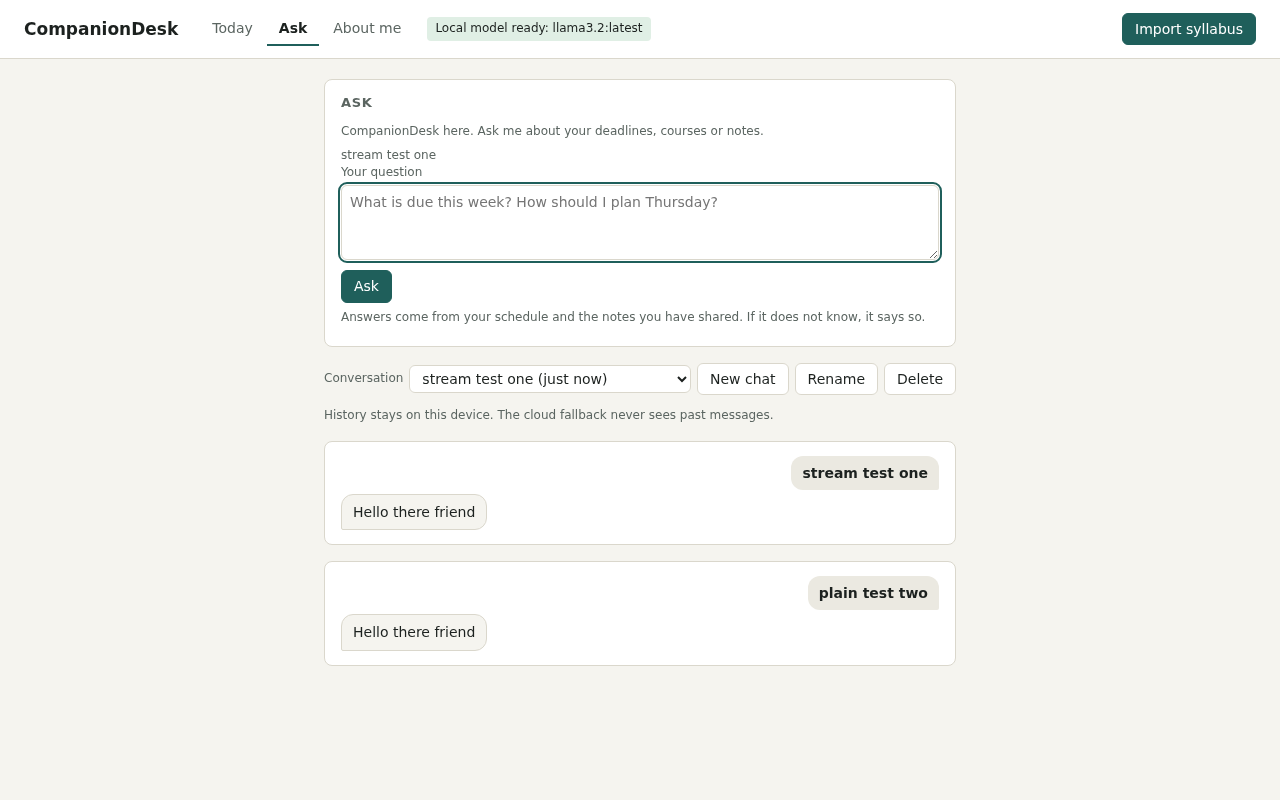 CompanionDesk Today Ask About me Local model ready: llama3.2:latest Import syllabus
ASK
CompanionDesk here. Ask me about your deadlines, courses or notes.
stream test one
Your question
What is due this week? How should I plan Thursday?
Ask
Answers come from your schedule and the notes you have shared. If it does not know, it says so.
Conversation stream test one (just now) New chat Rename Delete
History stays on this device. The cloud fallback never sees past messages.
stream test one
Hello there friend
plain test two
Hello there friend